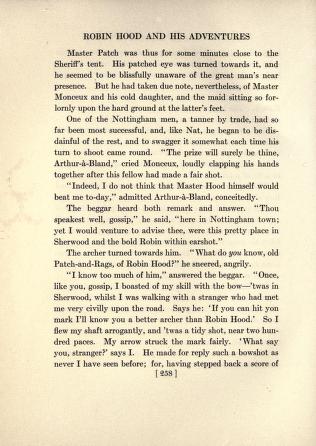 ROBIN HOOD AND HIS ADVENTURES
Master Patch was thus for some minutes close to the
Sheriff's tent. His patched eye was turned towards it, and
he seemed to be blissfully unaware of the great man's near
presence. But he had taken due note, nevertheless, of Master
Monceux and his cold daughter, and the maid sitting so for-
lornly upon the hard ground at the latter's feet.
One of the Nottingham men, a tanner by trade, had so
far been most successful, and, like Nat, he began to be dis-
dainful of the rest, and to swagger it somewhat each time his
turn to shoot came round. "The prize will surely be thine,
Arthur-à-Bland," cried Monceux, loudly clapping his hands
together after this fellow had made a fair shot.
"Indeed, I do not think that Master Hood himself would
beat me to-day," admitted Arthur-à-Bland, conceitedly.
The beggar heard both remark and answer. "Thou
speakest well, gossip," he said, "here in Nottingham town;
yet I would venture to advise thee, were this pretty place in
Sherwood and the bold Robin within earshot."
The archer turned towards him. "What do you know, old
Patch-and-Rags, of Robin Hood?" he sneered, angrily.
"I know too much of him," answered the beggar. "Once,
like you, gossip, I boasted of my skill with the bow—'twas in
Sherwood, whilst I was walking with a stranger who had met
me very civilly upon the road. Says he: 'If you can hit yon
mark I'll know you a better archer than Robin Hood.' So I
flew my shaft arrogantly, and 'twas a tidy shot, near two hun-
dred paces. My arrow struck the mark fairly. 'What say
you, stranger?' says I. He made for reply such a bowshot as
never I have seen before; for, having stepped back a score of
[ 258 ]